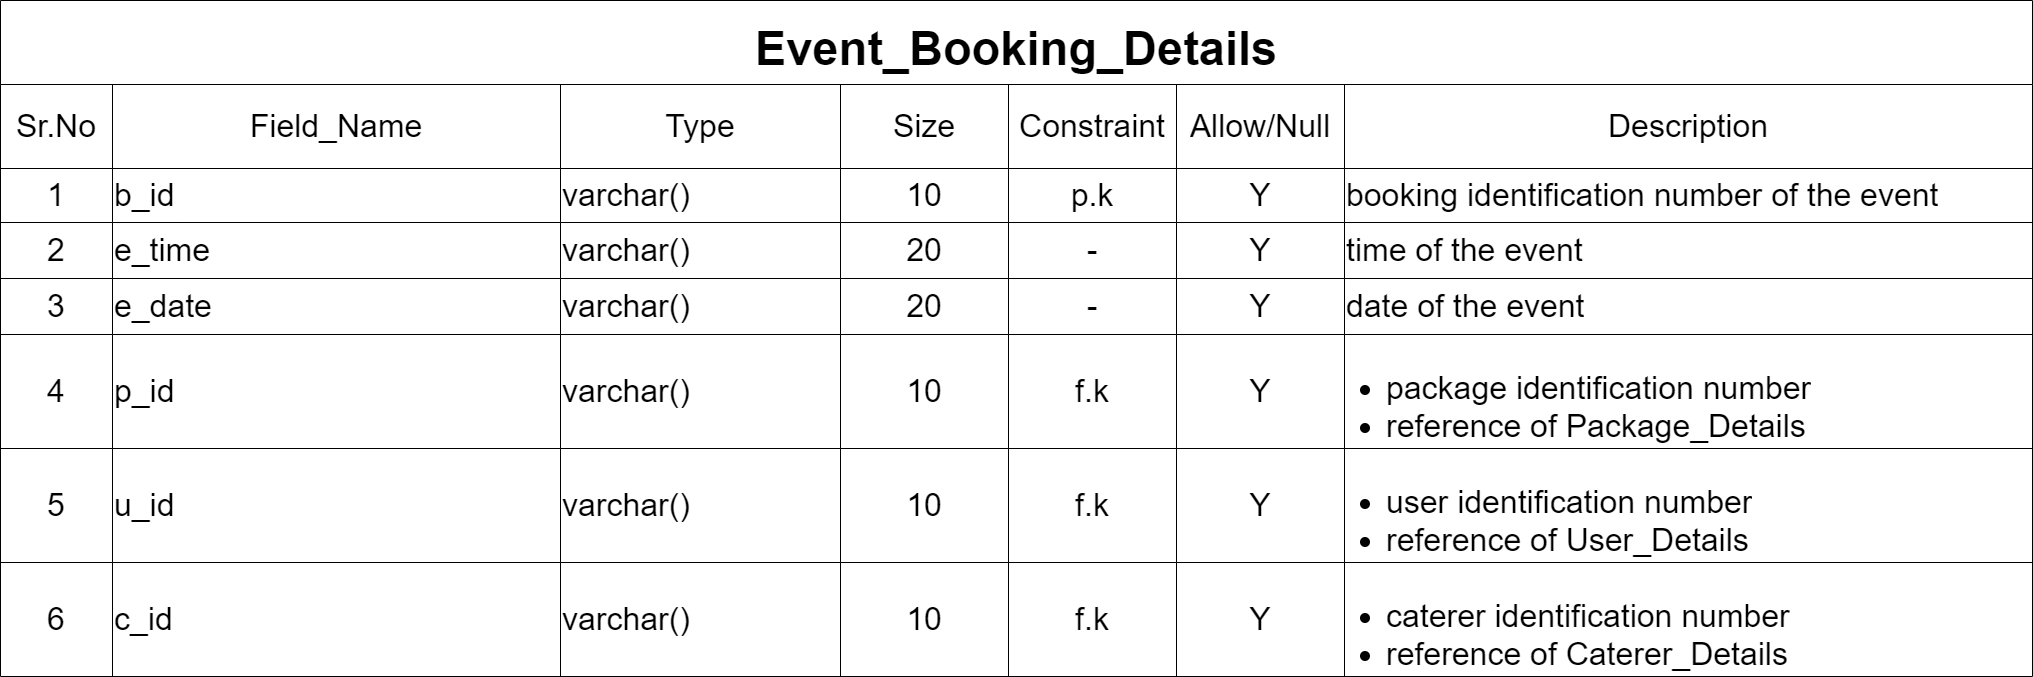 Event_Booking_Details
Sr.No Field_Name Type Size Constraint Allow/Null Description
1 b_id varchar() 10 p.k Y booking identification number of the event
2 e_time varchar() 20 - Y time of the event
3 e_date varchar() 20 - Y date of the event
4 p_id varchar() 10 f.k Y • package identification number
• reference of Package_Details
5 u_id varchar() 10 f.k Y • user identification number
• reference of User_Details
6 c_id varchar() 10 f.k Y • caterer identification number
• reference of Caterer_Details